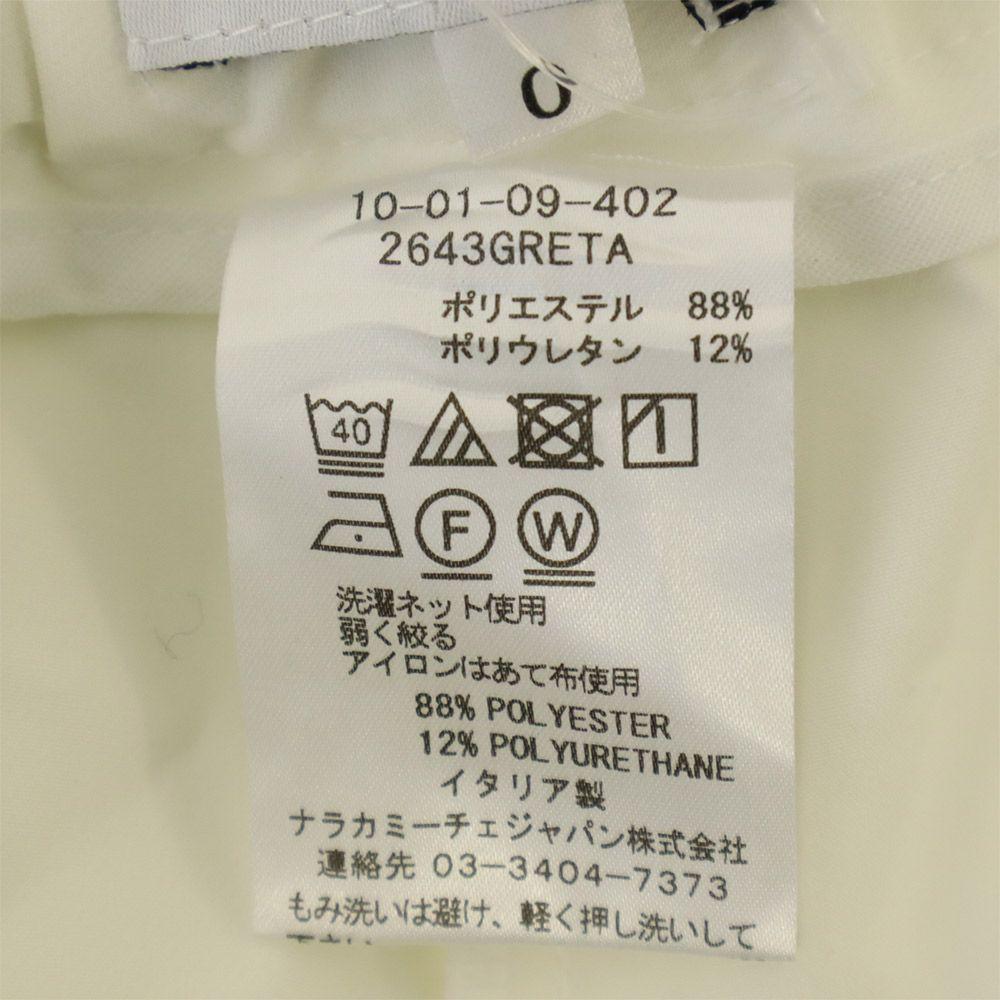 0
10-01-09-402
2643GRETA
ポリエステル 88%
ポリウレタン 12%
40
F W
洗濯ネット使用
弱く絞る
アイロンはあて布使用
88% POLYESTER
12% POLYURETHANE
イタリア製
ナラカミーチェジャパン株式会社
連絡先 03-3404-7373
もみ洗いは避け、軽く押し洗いして